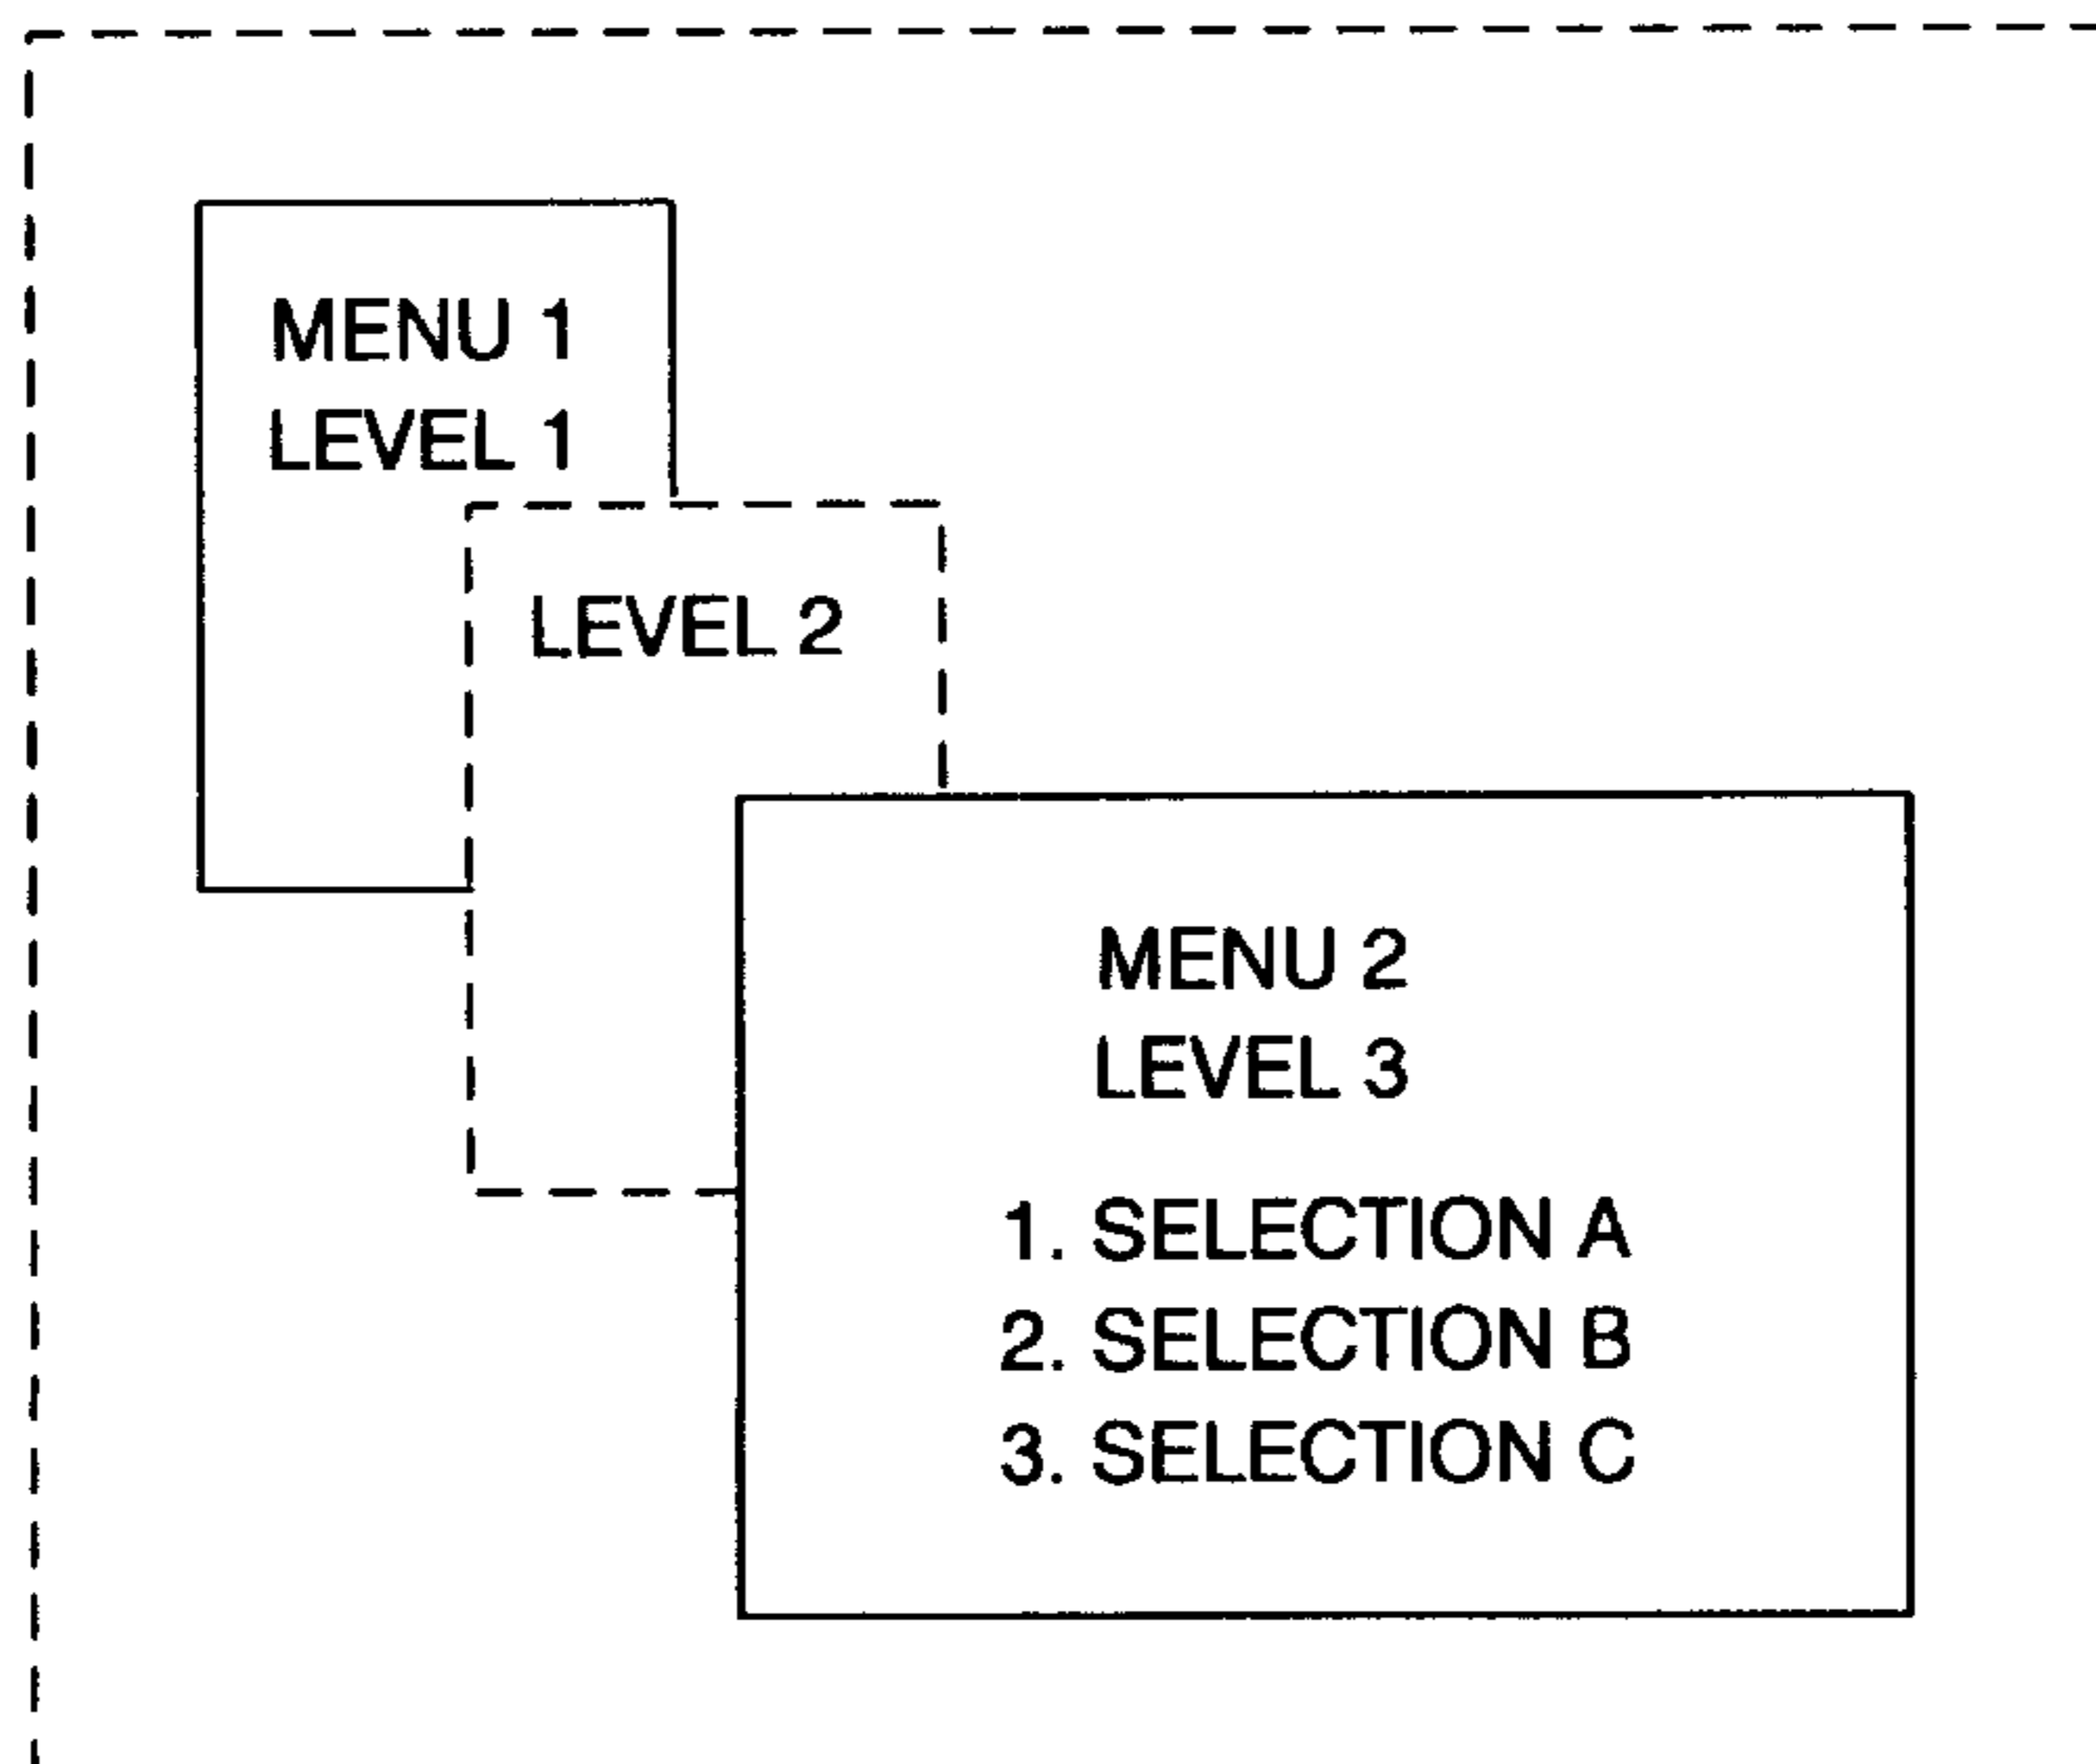 MENU 1
LEVEL 1
LEVEL 2
MENU 2
LEVEL 3
1. SELECTION A
2. SELECTION B
3. SELECTION C